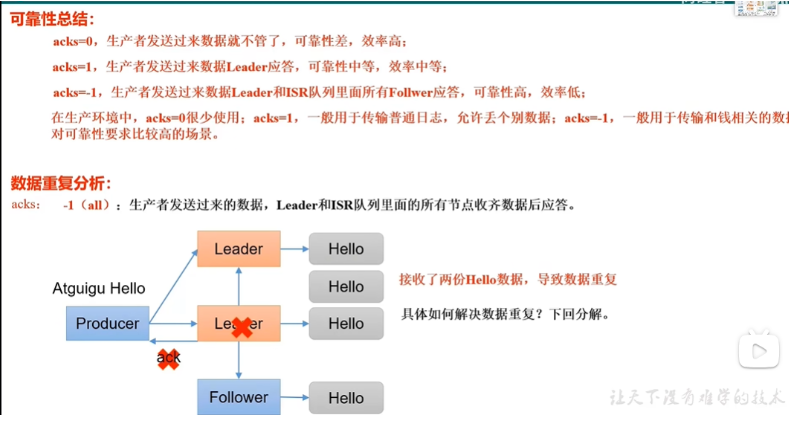 可靠性总结：
acks=0，生产者发送过来数据就不管了，可靠性差，效率高；
acks=1，生产者发送过来数据Leader应答，可靠性中等，效率中等；
acks=-1，生产者发送过来数据Leader和ISR队列里面所有Follwer应答，可靠性高，效率低；
在生产环境中，acks=0很少使用；acks=1，一般用于传输普通日志，允许丢个别数据；acks=-1，一般用于传输和钱相关的数
对可靠性要求比较高的场景。
数据重复分析：
acks： -1（all）：生产者发送过来的数据，Leader和ISR队列里面的所有节点收齐数据后应答。
Leader
Hello
Hello
接收了两份Hello数据，导致数据重复
Atguigu Hello
Producer
Leader
Hello
具体如何解决数据重复？下回分解。
ack
Follower
Hello
让天下没有难学的技术